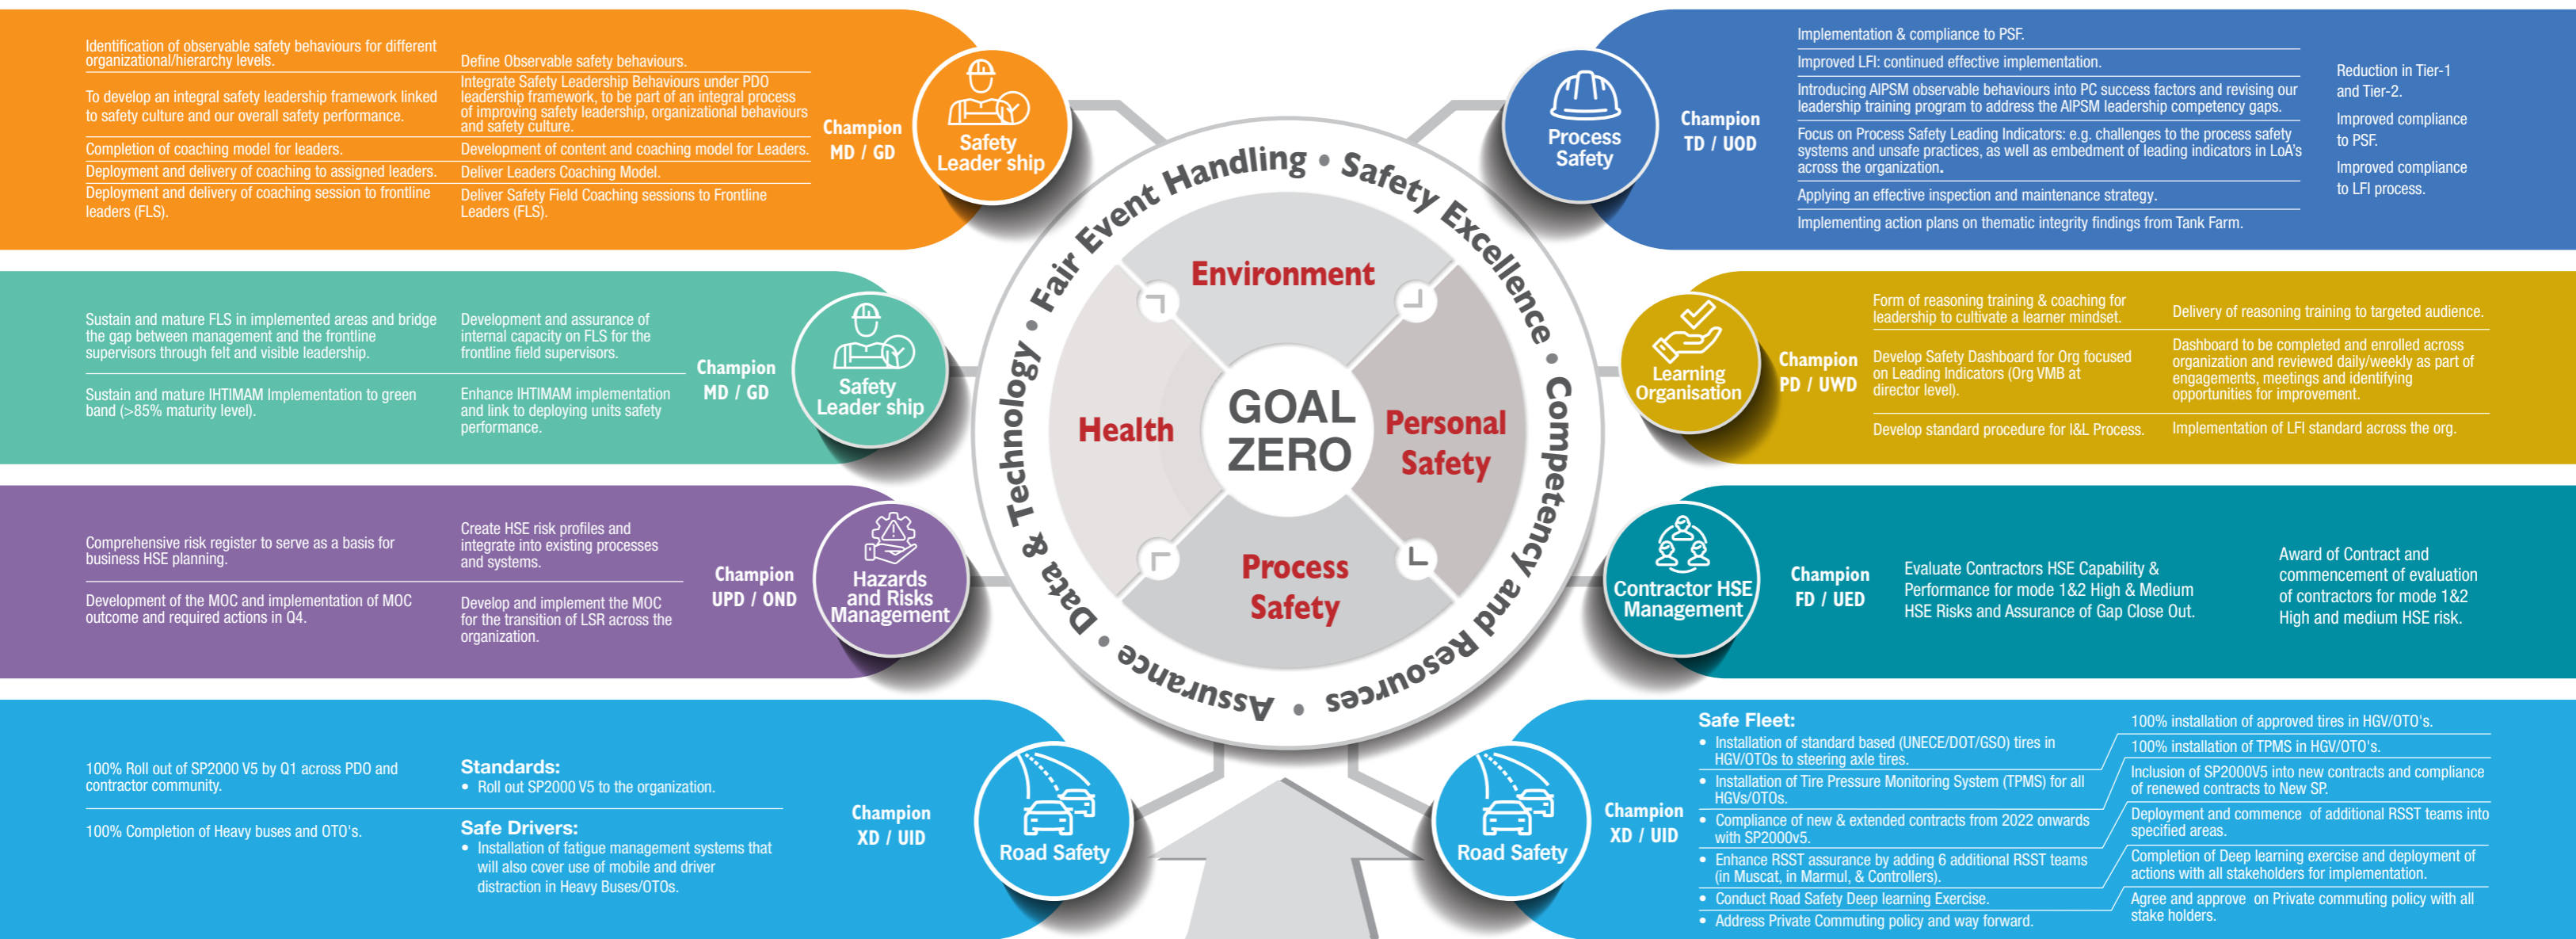 Identification of observable safety behaviours for different
organizational/hierarchy levels.
Define Observable safety behaviours.
To develop an integral safety leadership framework linked
to safety culture and our overall safety performance.
Integrate Safety Leadership Behaviours under PDO
leadership framework, to be part of an integral process
of improving safety leadership, organizational behaviours
and safety culture.
Completion of coaching model for leaders.
Development of content and coaching model for Leaders.
Deployment and delivery of coaching to assigned leaders.
Deliver Leaders Coaching Model.
Deployment and delivery of coaching session to frontline
leaders (FLS).
Deliver Safety Field Coaching sessions to Frontline
Leaders (FLS).
Champion
MD / GD
Safety
Leader ship
Sustain and mature FLS in implemented areas and bridge
the gap between management and the frontline
supervisors through felt and visible leadership.
Development and assurance of
internal capacity on FLS for the
frontline field supervisors.
Sustain and mature IHTIMAM Implementation to green
band (>85% maturity level).
Enhance IHTIMAM implementation
and link to deploying units safety
performance.
Champion
MD / GD
Safety
Leader ship
Comprehensive risk register to serve as a basis for
business HSE planning.
Create HSE risk profiles and
integrate into existing processes
and systems.
Development of the MOC and implementation of MOC
outcome and required actions in Q4.
Develop and implement the MOC
for the transition of LSR across the
organization.
Champion
UPD / OND
Hazards
and Risks
Management
100% Roll out of SP2000 V5 by Q1 across PDO and
contractor community.
Standards:
• Roll out SP2000 V5 to the organization.
100% Completion of Heavy buses and OTO's.
Safe Drivers:
• Installation of fatigue management systems that
will also cover use of mobile and driver
distraction in Heavy Buses/OTOs.
Champion
XD / UID
Road Safety
Data & Technology • Fair Event Handling • Safety Excellence • Competency and Resources • Assurance •
Environment
Health
GOAL
ZERO
Personal
Safety
Process
Safety
Process
Safety
Champion
TD / UOD
Implementation & compliance to PSF.
Improved LFI: continued effective implementation.
Introducing AIPSM observable behaviours into PC success factors and revising our
leadership training program to address the AIPSM leadership competency gaps.
Focus on Process Safety Leading Indicators: e.g. challenges to the process safety
systems and unsafe practices, as well as embedment of leading indicators in LoA's
across the organization.
Applying an effective inspection and maintenance strategy.
Implementing action plans on thematic integrity findings from Tank Farm.
Reduction in Tier-1
and Tier-2.
Improved compliance
to PSF.
Improved compliance
to LFI process.
Learning
Organisation
Champion
PD / UWD
Form of reasoning training & coaching for
leadership to cultivate a learner mindset.
Delivery of reasoning training to targeted audience.
Develop Safety Dashboard for Org focused
on Leading Indicators (Org VMB at
director level).
Dashboard to be completed and enrolled across
organization and reviewed daily/weekly as part of
engagements, meetings and identifying
opportunities for improvement.
Develop standard procedure for I&L Process.
Implementation of LFI standard across the org.
Contractor HSE
Management
Champion
FD / UED
Evaluate Contractors HSE Capability &
Performance for mode 1&2 High & Medium
HSE Risks and Assurance of Gap Close Out.
Award of Contract and
commencement of evaluation
of contractors for mode 1&2
High and medium HSE risk.
Road Safety
Champion
XD / UID
Safe Fleet:
• Installation of standard based (UNECE/DOT/GSO) tires in
HGV/OTOs to steering axle tires.
• Installation of Tire Pressure Monitoring System (TPMS) for all
HGVs/OTOs.
• Compliance of new & extended contracts from 2022 onwards
with SP2000v5.
• Enhance RSST assurance by adding 6 additional RSST teams
(in Muscat, in Marmul, & Controllers).
• Conduct Road Safety Deep learning Exercise.
• Address Private Commuting policy and way forward.
100% installation of approved tires in HGV/OTO's.
100% installation of TPMS in HGV/OTO's.
Inclusion of SP2000V5 into new contracts and compliance
of renewed contracts to New SP.
Deployment and commence of additional RSST teams into
specified areas.
Completion of Deep learning exercise and deployment of
actions with all stakeholders for implementation.
Agree and approve on Private commuting policy with all
stake holders.